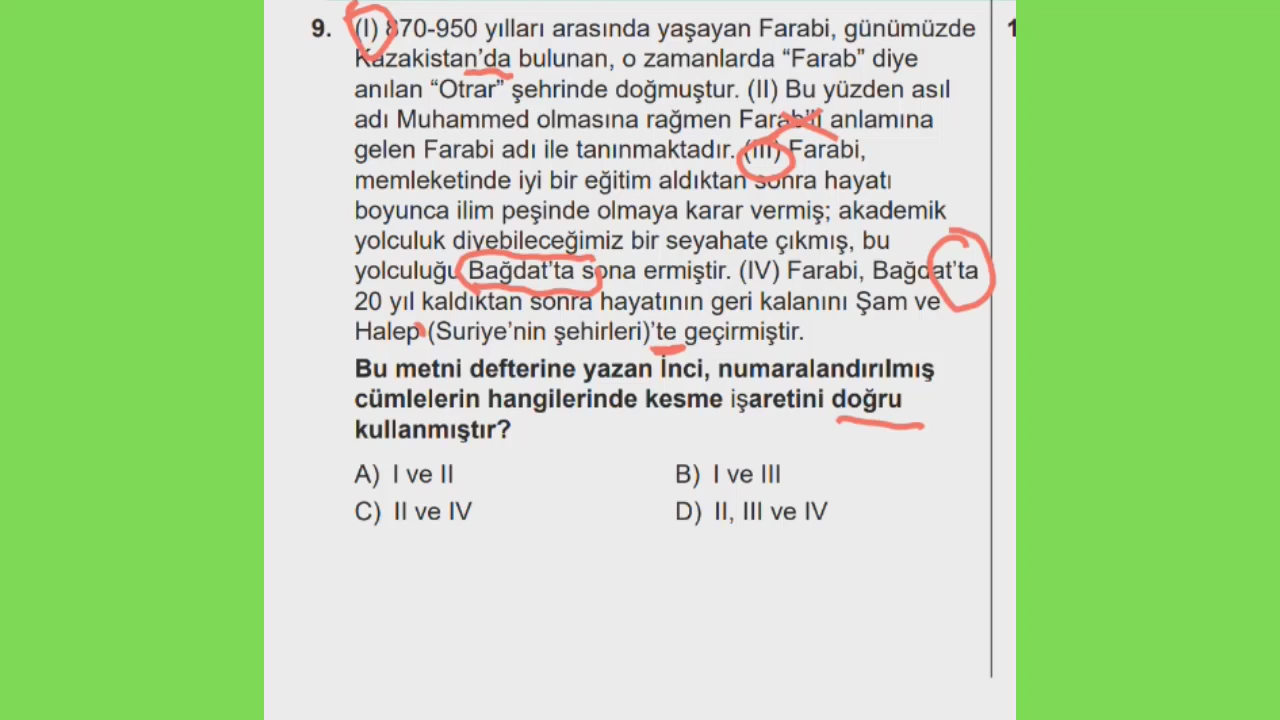 9. (I) 870-950 yılları arasında yaşayan Farabi, günümüzde
Kazakistan’da bulunan, o zamanlarda “Farab” diye
anılan “Otrar” şehrinde doğmuştur. (II) Bu yüzden asıl
adı Muhammed olmasına rağmen Farab’lı anlamına
gelen Farabi adı ile tanınmaktadır. (III) Farabi,
memleketinde iyi bir eğitim aldıktan sonra hayatı
boyunca ilim peşinde olmaya karar vermiş; akademik
yolculuk diyebileceğimiz bir seyahate çıkmış, bu
yolculuğu Bağdat’ta sona ermiştir. (IV) Farabi, Bağdat’ta
20 yıl kaldıktan sonra hayatının geri kalanını Şam ve
Halep (Suriye’nin şehirleri)’te geçirmiştir.
Bu metni defterine yazan İnci, numaralandırılmış
cümlelerin hangilerinde kesme işaretini doğru
kullanmıştır?
A) I ve II B) I ve III
C) II ve IV D) II, III ve IV